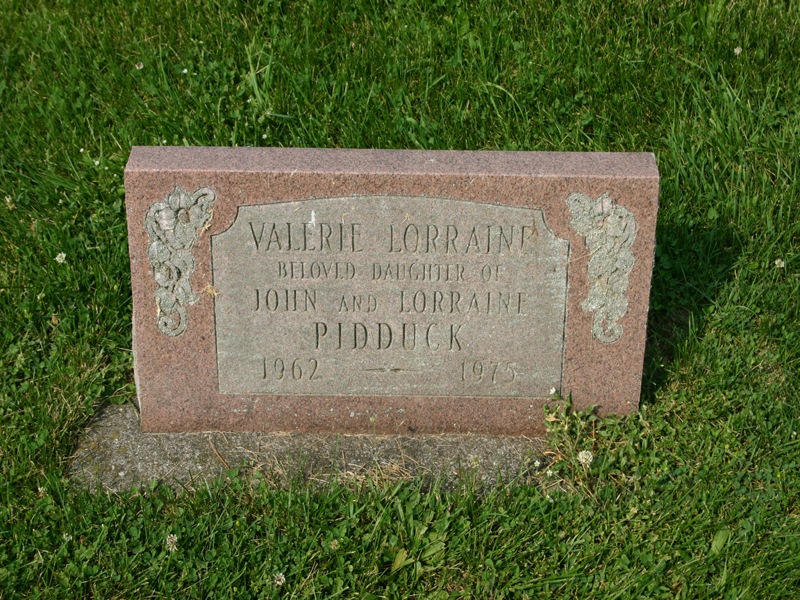 VALERIE LORRAINE
BELOVED DAUGHTER OF
JOHN AND LORRAINE
PIDDUCK
1962 1975